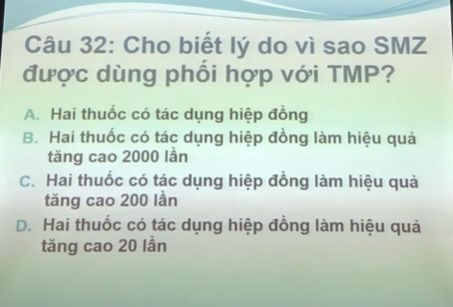 Câu 32: Cho biết lý do vì sao SMZ
được dùng phối hợp với TMP?
A. Hai thuốc có tác dụng hiệp đồng
B. Hai thuốc có tác dụng hiệp đồng làm hiệu quả
tăng cao 2000 lần
C. Hai thuốc có tác dụng hiệp đồng làm hiệu quả
tăng cao 200 lần
D. Hai thuốc có tác dụng hiệp đồng làm hiệu quả
tăng cao 20 lần